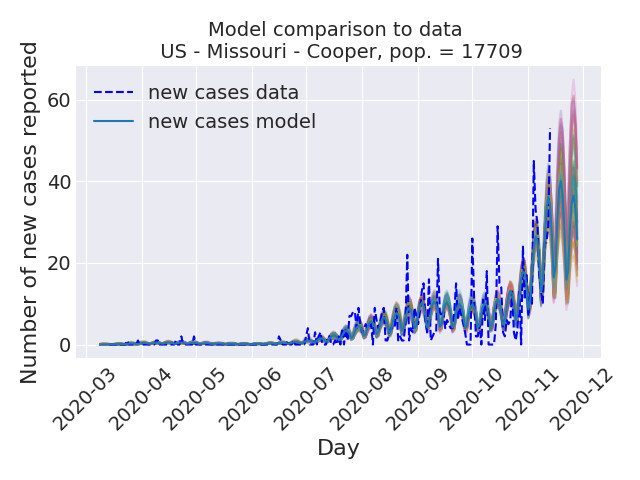 Model comparison to data
US - Missouri - Cooper, pop. = 17709
new cases data
new cases model
Number of new cases reported
60
40
20
0
2020-03
2020-04
2020-05
2020-06
2020-07
2020-08
2020-09
2020-10
2020-11
2020-12
Day